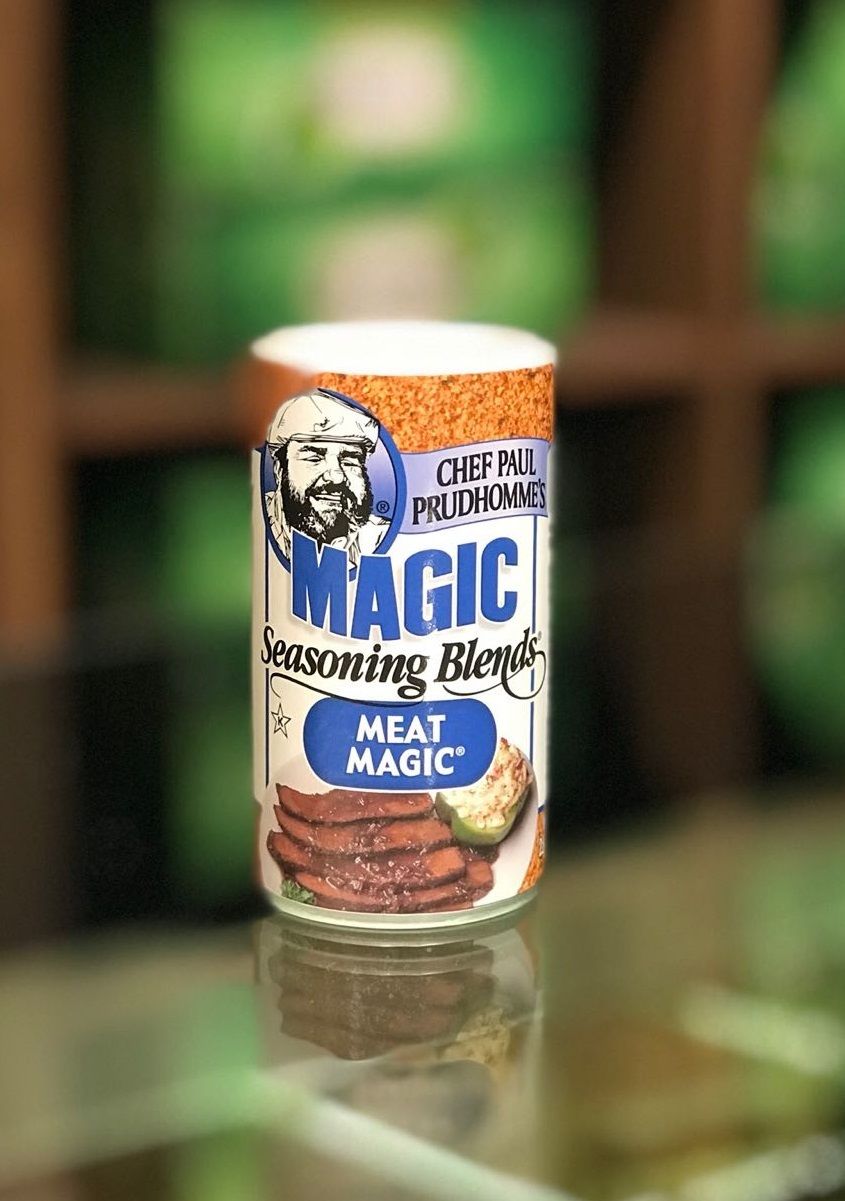 CHEF PAUL
PRUDHOMME'S
®
MAGIC
Seasoning Blends®
K
MEAT
MAGIC®